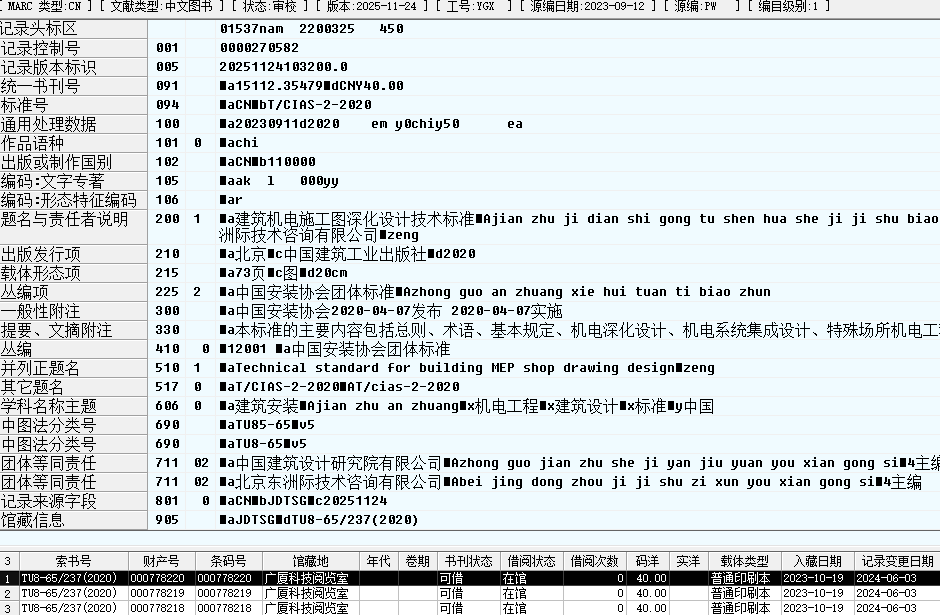 [ MARC 类型:CN ] [ 文献类型:中文图书 ] [ 状态:审核 ] [ 版本:2025-11-24 ] [ 工号:YGX ] [ 源编日期:2023-09-12 ] [ 源编:PW ] [ 编目级别:1 ]
记录头标区 01537nam 2200325 450
记录控制号 001 0000270582
记录版本标识 005 20251124103200.0
统一书刊号 091 ■a15112.35479■dCNY40.00
标准号 094 ■aCN■bT/CIAS-2-2020
通用处理数据 100 ■a20230911d2020 em y0chiy50 ea
作品语种 101 0 ■achi
出版或制作国别 102 ■aCN■b110000
编码:文字专著 105 ■aak l 000yy
编码:形态特征编码 106 ■ar
题名与责任者说明 200 1 ■a建筑机电施工图深化设计技术标准■Ajian zhu ji dian shi gong tu shen hua she ji ji shu biao
洲际技术咨询有限公司■zeng
出版发行项 210 ■a北京■c中国建筑工业出版社■d2020
载体形态项 215 ■a73页■c图■d20cm
丛编项 225 2 ■a中国安装协会团体标准■Azhong guo an zhuang xie hui tuan ti biao zhun
一般性附注 300 ■a中国安装协会2020-04-07发布 2020-04-07实施
提要、文摘附注 330 ■a本标准的主要内容包括总则、术语、基本规定、机电深化设计、机电系统集成设计、特殊场所机电工
丛编 410 0 ■12001 ■a中国安装协会团体标准
并列正题名 510 1 ■aTechnical standard for building MEP shop drawing design■zeng
其它题名 517 0 ■aT/CIAS-2-2020■AT/cias-2-2020
学科名称主题 606 0 ■a建筑安装■Ajian zhu an zhuang■x机电工程■x建筑设计■x标准■y中国
中图法分类号 690 ■aTU85-65■v5
中图法分类号 690 ■aTU8-65■v5
团体等同责任 711 02 ■a中国建筑设计研究院有限公司■Azhong guo jian zhu she ji yan jiu yuan you xian gong si■4主编
团体等同责任 711 02 ■a北京东洲际技术咨询有限公司■Abei jing dong zhou ji ji shu zi xun you xian gong si■4主编
记录来源字段 801 0 ■aCN■bJDTSG■c20251124
馆藏信息 905 ■aJDTSG■dTU8-65/237(2020)
3 索书号 财产号 条码号 馆藏地 年代 卷期 书刊状态 借阅状态 借阅次数 码洋 实洋 载体类型 入藏日期 记录变更日期
1 TU8-65/237(2020) 000778220 000778220 广厦科技阅览室 可借 在馆 0 40.00 普通印刷本 2023-10-19 2024-06-03
2 TU8-65/237(2020) 000778219 000778219 广厦科技阅览室 可借 在馆 0 40.00 普通印刷本 2023-10-19 2024-06-03
3 TU8-65/237(2020) 000778218 000778218 广厦科技阅览室 可借 在馆 0 40.00 普通印刷本 2023-10-19 2024-06-03